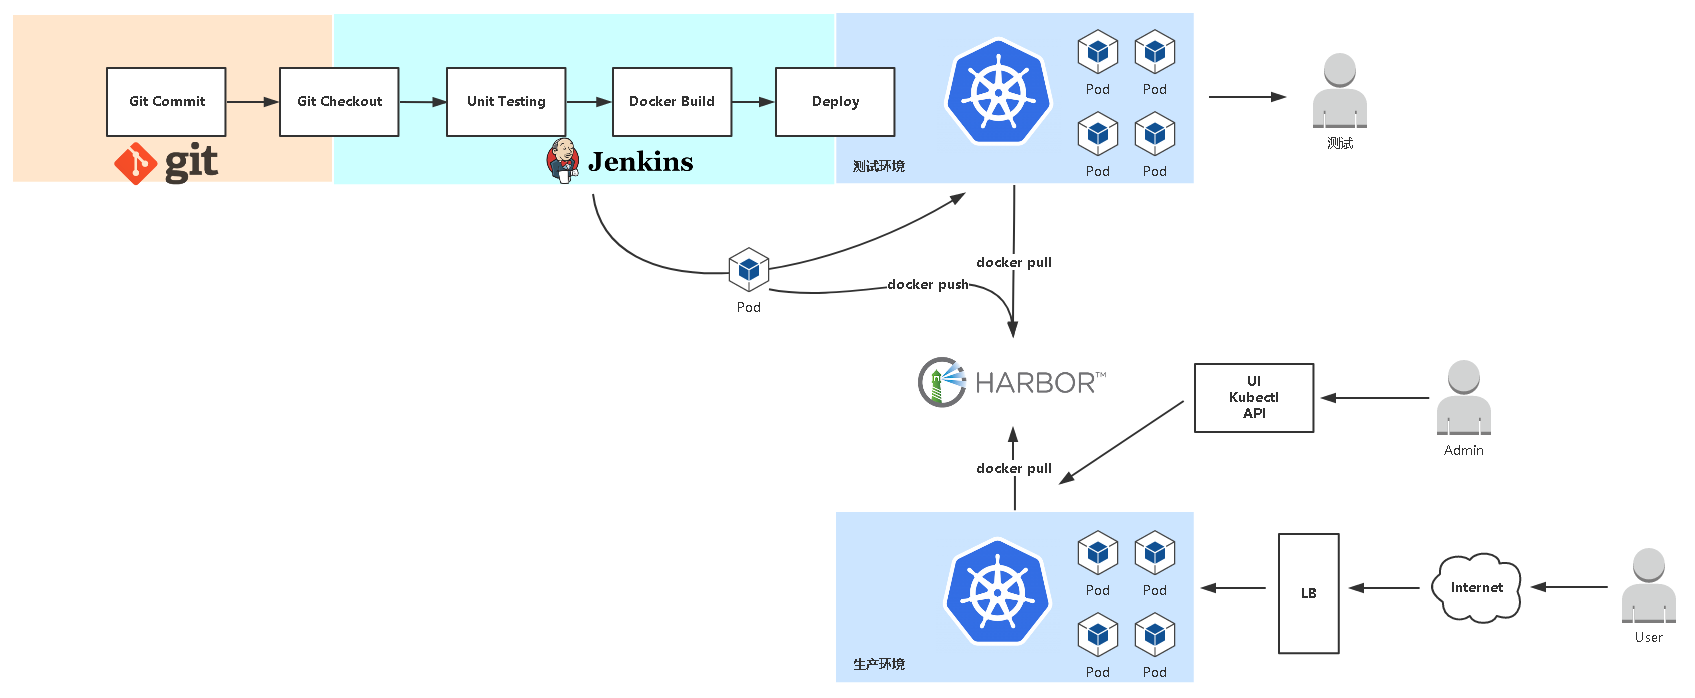 Git Commit
Git Checkout
Unit Testing
Docker Build
Deploy
git
Jenkins
测试环境
Pod
Pod
Pod
Pod
测试
Pod
docker push
docker pull
HARBOR™
UI
Kubectl
API
Admin
docker pull
生产环境
Pod
Pod
Pod
Pod
LB
Internet
User